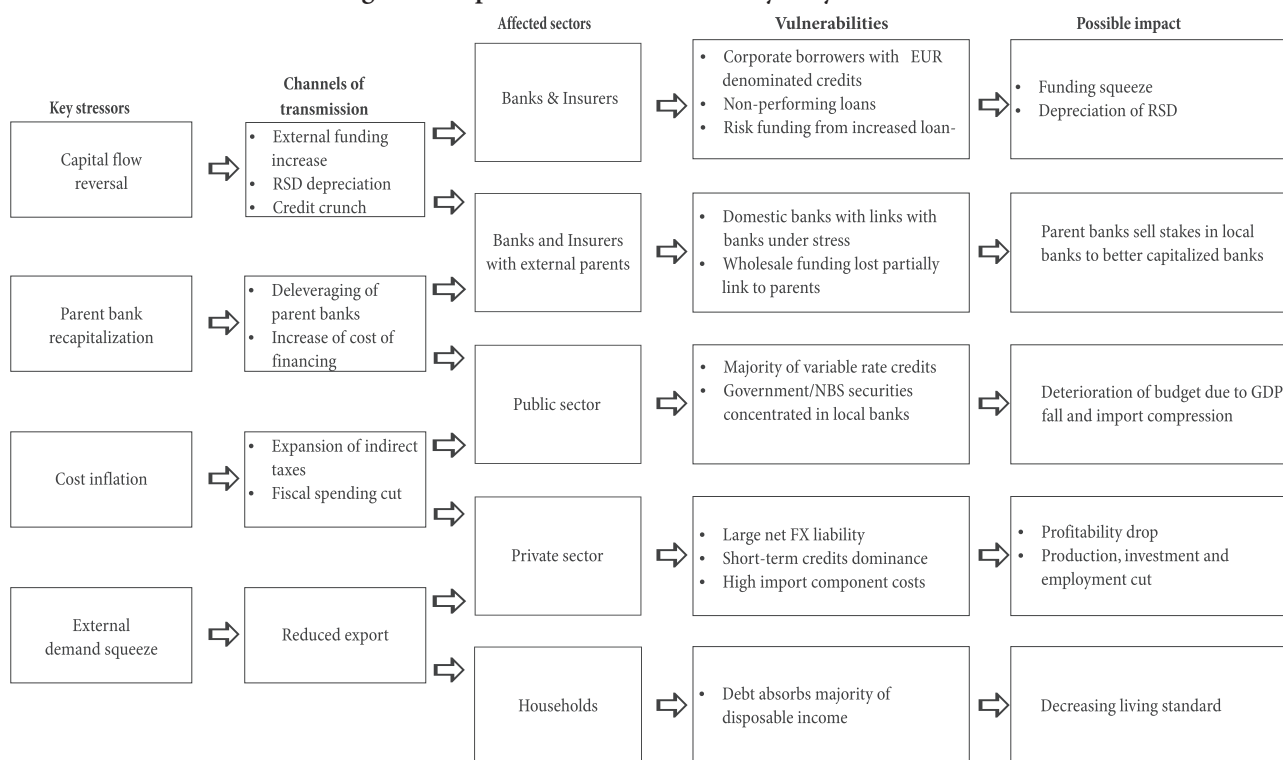 Affected sectors
Vulnerabilities
Possible impact
Channels of
transmission
Key stressors
Capital flow
reversal
• External funding
increase
• RSD depreciation
• Credit crunch
Banks & Insurers
• Corporate borrowers with EUR
denominated credits
• Non-performing loans
• Risk funding from increased loan-
• Funding squeeze
• Depreciation of RSD
Banks and Insurers
with external parents
• Domestic banks with links with
banks under stress
• Wholesale funding lost partially
link to parents
Parent banks sell stakes in local
banks to better capitalized banks
Parent bank
recapitalization
• Deleveraging of
parent banks
• Increase of cost of
financing
Public sector
• Majority of variable rate credits
• Government/NBS securities
concentrated in local banks
Deterioration of budget due to GDP
fall and import compression
Cost inflation
• Expansion of indirect
taxes
• Fiscal spending cut
Private sector
• Large net FX liability
• Short-term credits dominance
• High import component costs
• Profitability drop
• Production, investment and
employment cut
External
demand squeeze
Reduced export
Households
• Debt absorbs majority of
disposable income
Decreasing living standard